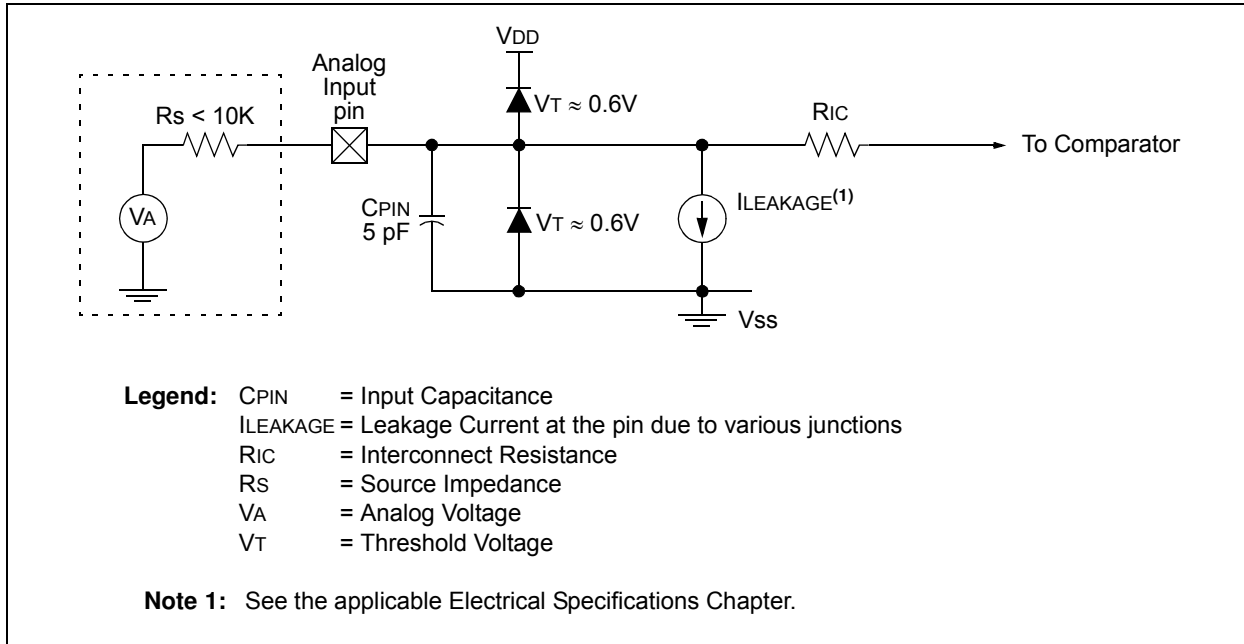 VDD
Analog
Input
pin
Rs < 10K
VT ≈ 0.6V
RIC
To Comparator
VA
CPIN
5 pF
VT ≈ 0.6V
ILEAKAGE(1)
Vss
Legend: CPIN = Input Capacitance
ILEAKAGE = Leakage Current at the pin due to various junctions
RIC = Interconnect Resistance
RS = Source Impedance
VA = Analog Voltage
VT = Threshold Voltage
Note 1: See the applicable Electrical Specifications Chapter.